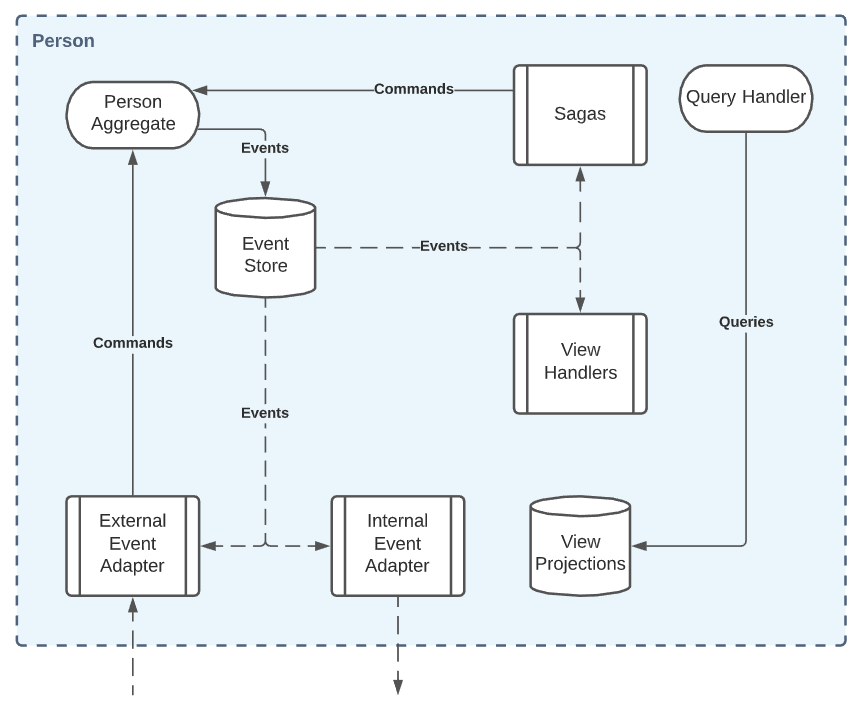 Person
Person
Aggregate
Commands
Sagas
Query Handler
Events
Event
Store
Events
Queries
Commands
View
Handlers
Events
External
Event
Adapter
Internal
Event
Adapter
View
Projections